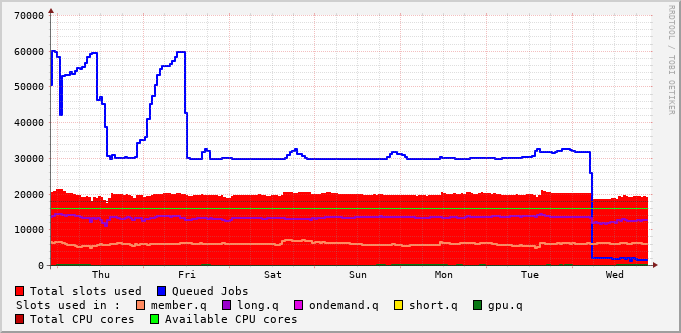 70000
60000
50000
40000
30000
20000
10000
0
Thu Fri Sat Sun Mon Tue Wed
RRDTOOL / TOBI OETIKER
Total slots used Queued Jobs
Slots used in : member.q long.q ondemand.q short.q gpu.q
Total CPU cores Available CPU cores